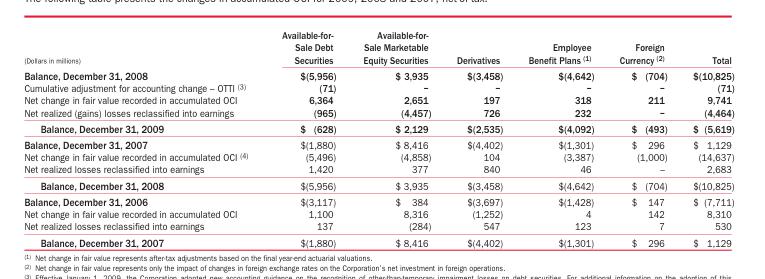 The following table presents the changes in accumulated OCI for 2009, 2008 and 2007, net-of-tax.
Available-for- Available-for-
Sale Debt Sale Marketable Employee Foreign
(Dollars in millions) Securities Equity Securities Derivatives Benefit Plans (1) Currency (2) Total
Balance, December 31, 2008 $(5,956) $ 3,935 $(3,458) $(4,642) $ (704) $(10,825)
Cumulative adjustment for accounting change – OTTI (3) (71) – – – – (71)
Net change in fair value recorded in accumulated OCI 6,364 2,651 197 318 211 9,741
Net realized (gains) losses reclassified into earnings (965) (4,457) 726 232 – (4,464)
Balance, December 31, 2009 $ (628) $ 2,129 $(2,535) $(4,092) $ (493) $ (5,619)
Balance, December 31, 2007 $(1,880) $ 8,416 $(4,402) $(1,301) $ 296 $ 1,129
Net change in fair value recorded in accumulated OCI (4) (5,496) (4,858) 104 (3,387) (1,000) (14,637)
Net realized losses reclassified into earnings 1,420 377 840 46 – 2,683
Balance, December 31, 2008 $(5,956) $ 3,935 $(3,458) $(4,642) $ (704) $(10,825)
Balance, December 31, 2006 $(3,117) $ 384 $(3,697) $(1,428) $ 147 $ (7,711)
Net change in fair value recorded in accumulated OCI 1,100 8,316 (1,252) 4 142 8,310
Net realized losses reclassified into earnings 137 (284) 547 123 7 530
Balance, December 31, 2007 $(1,880) $ 8,416 $(4,402) $(1,301) $ 296 $ 1,129
(1) Net change in fair value represents after-tax adjustments based on the final year-end actuarial valuations.
(2) Net change in fair value represents only the impact of changes in foreign exchange rates on the Corporation's net investment in foreign operations.
(3) Effective January 1, 2009, the Corporation adopted new accounting guidance on the recognition of other-than-temporary impairment losses on debt securities. For additional information on the adoption of this